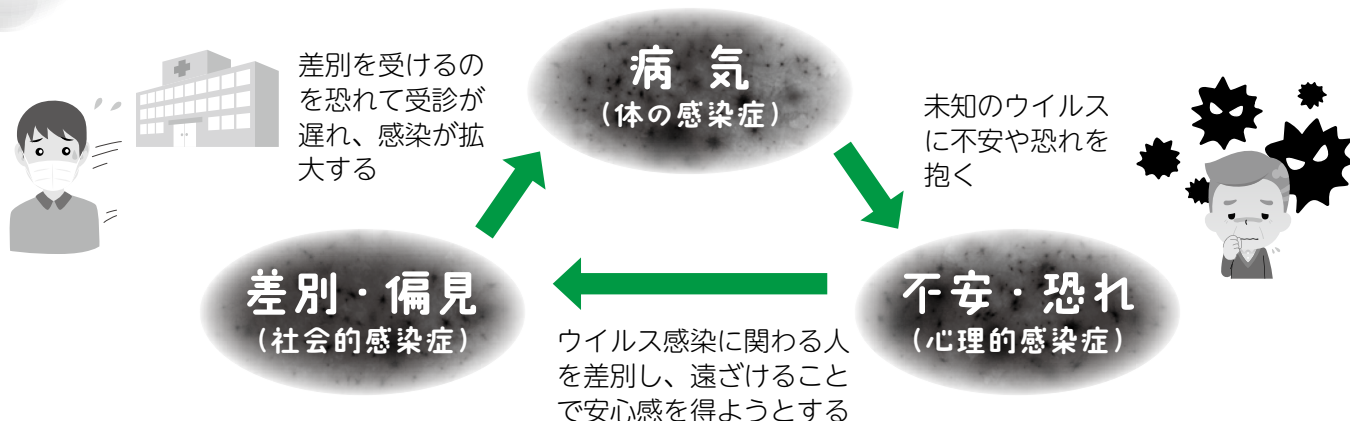 病気
（体の感染症）
差別を受けるの
を恐れて受診が
遅れ、感染が拡
大する
未知のウイルス
に不安や恐れを
抱く
不安・恐れ
（心理的感染症）
ウイルス感染に関わる人
を差別し、遠ざけること
で安心感を得ようとする
差別・偏見
（社会的感染症）